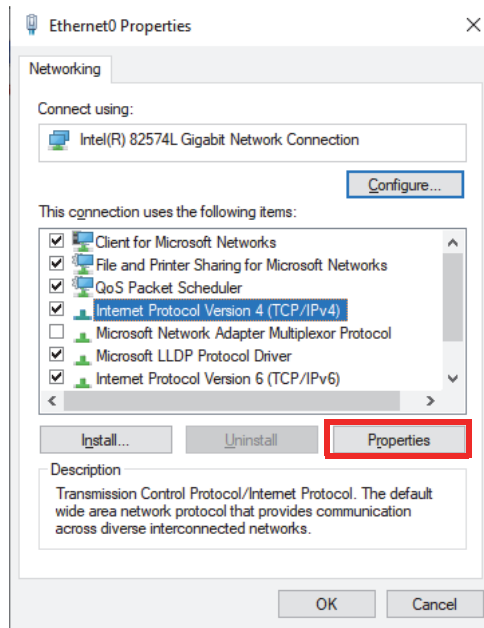 Ethernet0 Properties
Networking
Connect using:
Intel(R) 82574L Gigabit Network Connection
Configure...
This connection uses the following items:
Client for Microsoft Networks
File and Printer Sharing for Microsoft Networks
QoS Packet Scheduler
Internet Protocol Version 4 (TCP/IPv4)
Microsoft Network Adapter Multiplexor Protocol
Microsoft LLDP Protocol Driver
Internet Protocol Version 6 (TCP/IPv6)
Install... Uninstall Properties
Description
Transmission Control Protocol/Internet Protocol. The default
wide area network protocol that provides communication
across diverse interconnected networks.
OK Cancel